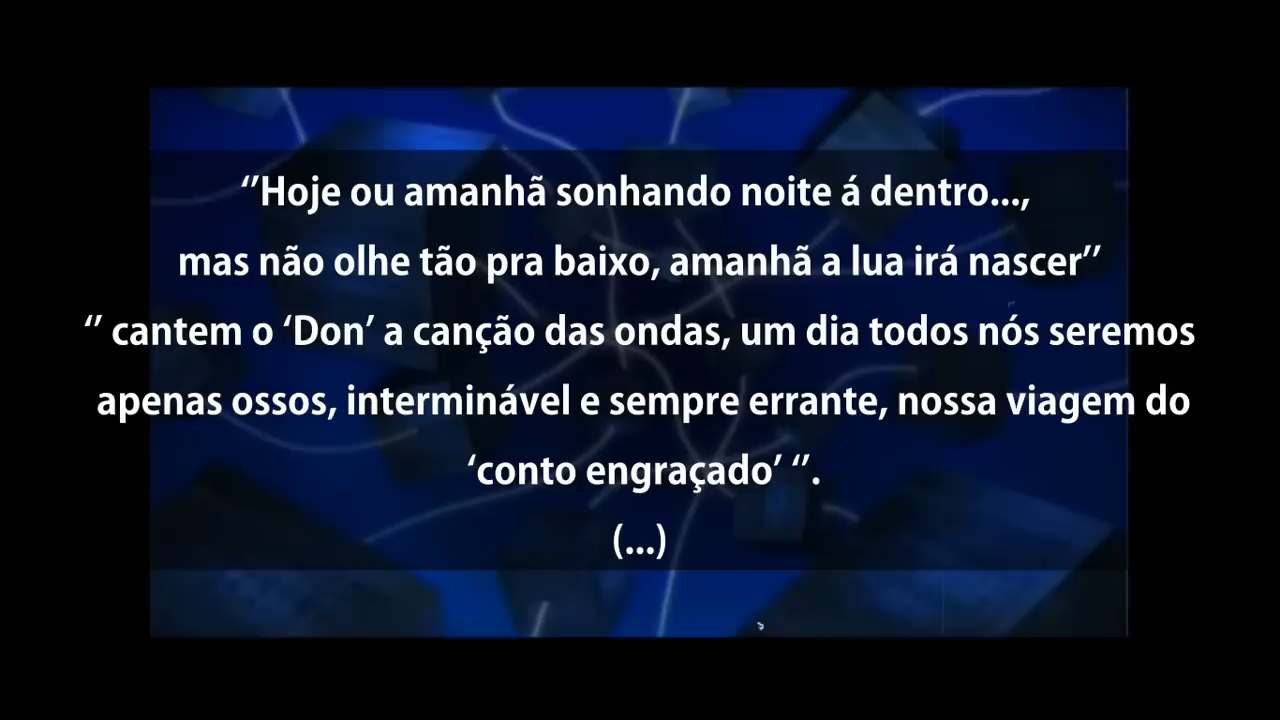 ‘’Hoje ou amanhã sonhando noite á dentro...,
mas não olhe tão pra baixo, amanhã a lua irá nascer’’
‘’ cantem o ‘Don’ a canção das ondas, um dia todos nós seremos
apenas ossos, interminável e sempre errante, nossa viagem do
‘conto engraçado’ ‘’.
(...)